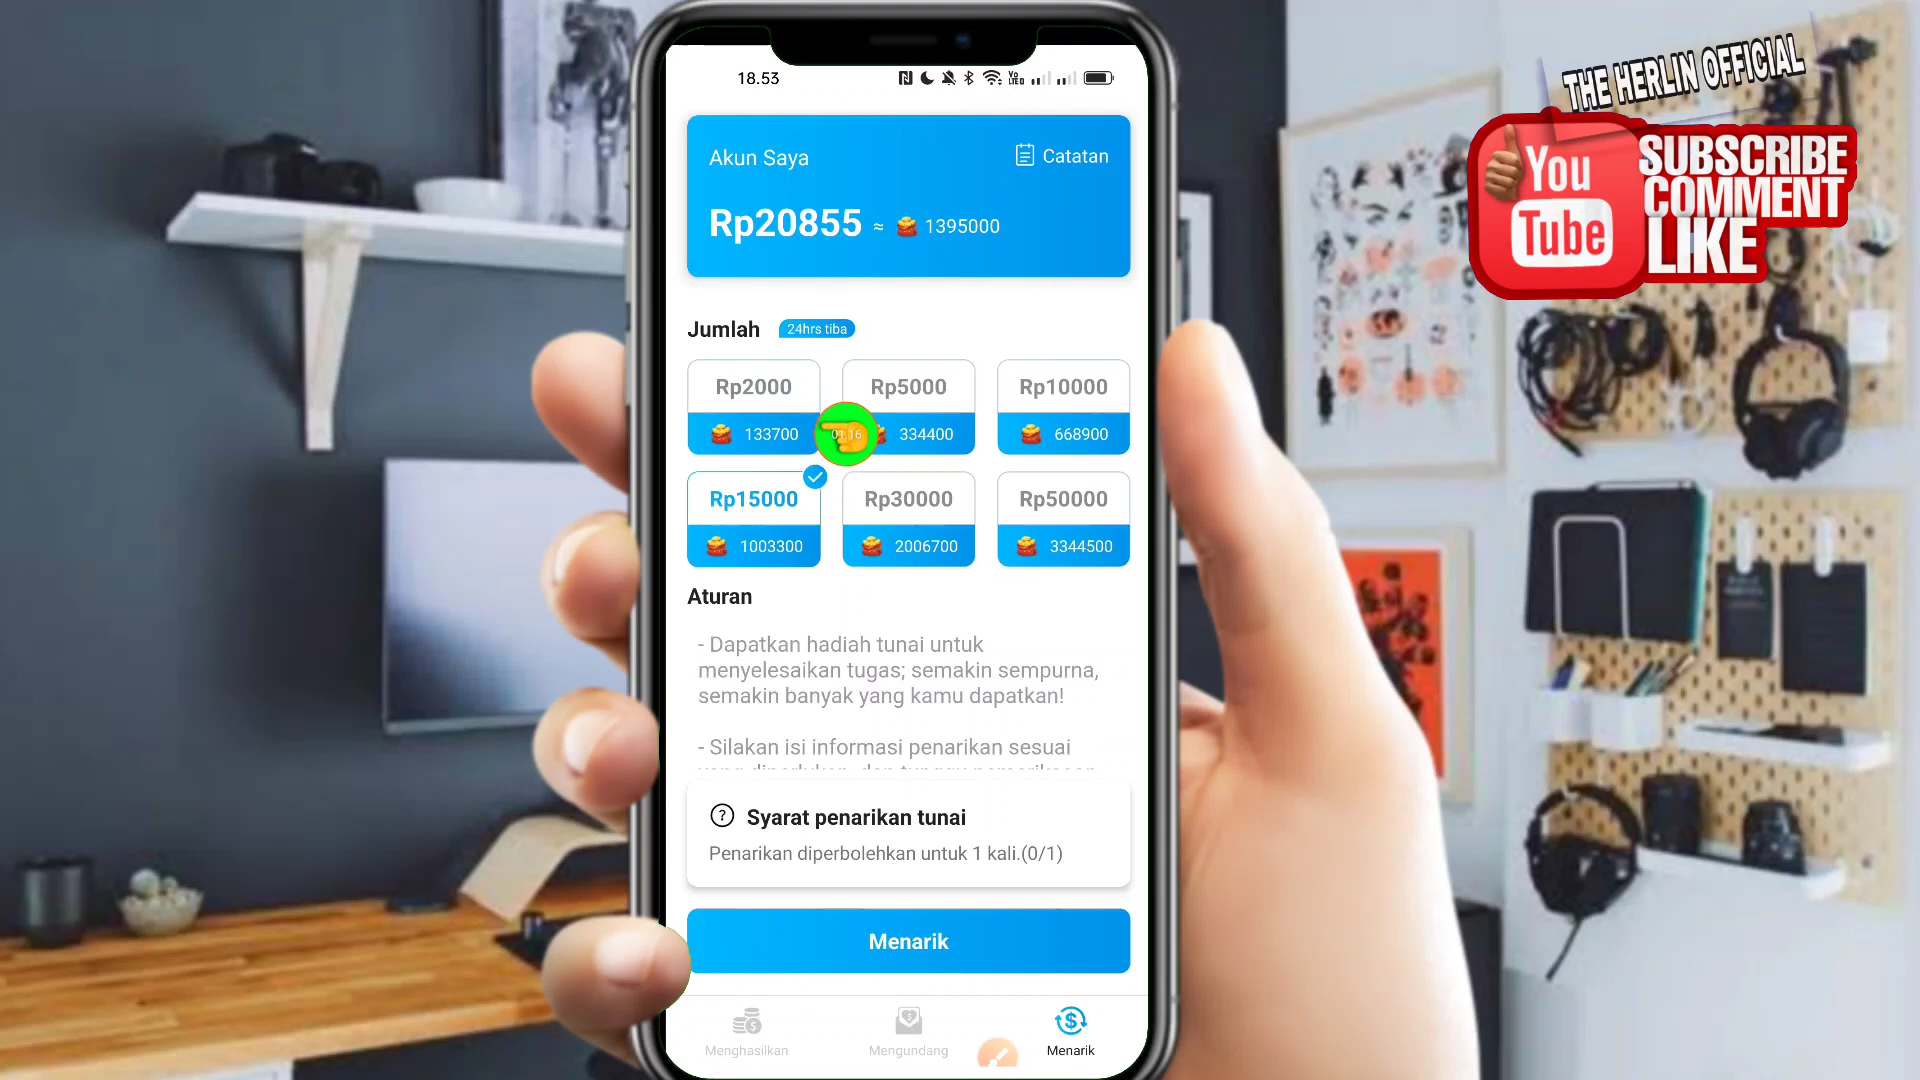 THE HERLIN OFFICIAL
You
Tube
SUBSCRIBE
COMMENT
LIKE
18.53
Akun Saya
Catatan
Rp20855 ≈ 1395000
Jumlah 24hrs tiba
Rp2000 Rp5000 Rp10000
133700 01:16 334400 668900
Rp15000 Rp30000 Rp50000
1003300 2006700 3344500
Aturan
- Dapatkan hadiah tunai untuk
menyelesaikan tugas; semakin sempurna,
semakin banyak yang kamu dapatkan!
- Silakan isi informasi penarikan sesuai
? Syarat penarikan tunai
Penarikan diperbolehkan untuk 1 kali.(0/1)
Menarik
Menghasilkan Mengundang Menarik